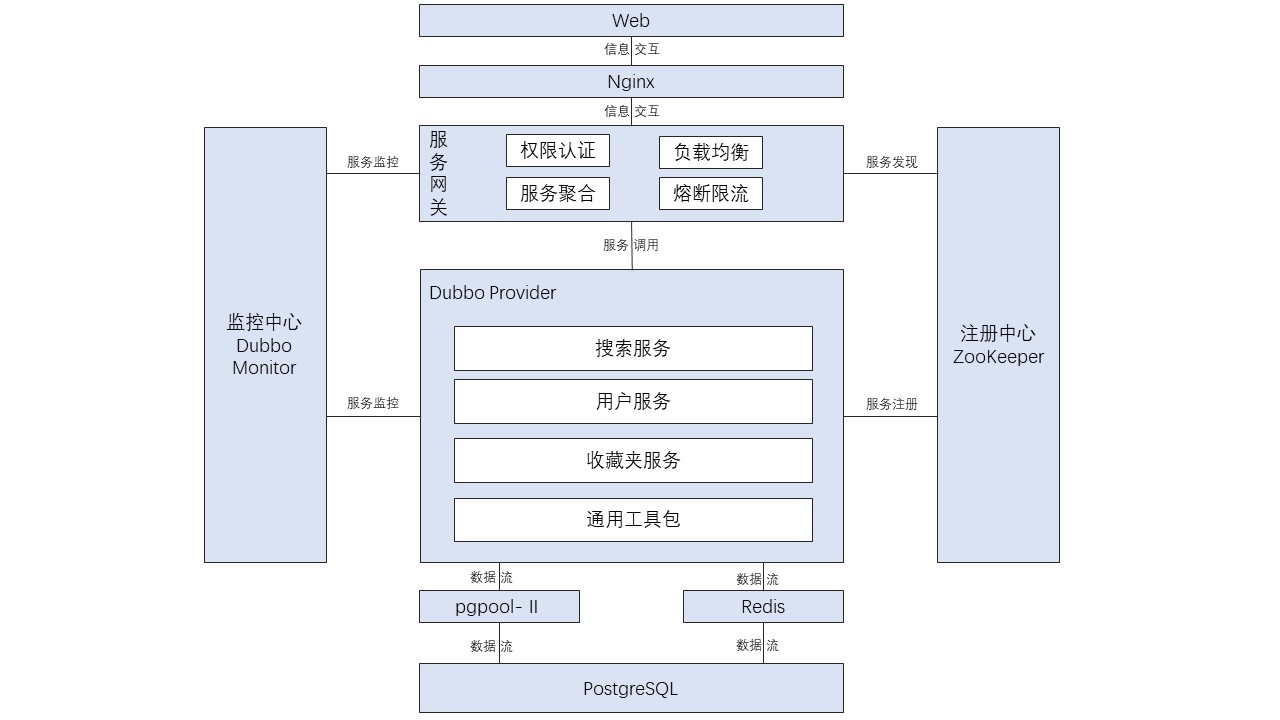 Web
信息交互
Nginx
信息交互
服务网关
权限认证
负载均衡
服务聚合
熔断限流
服务监控
服务发现
服务调用
Dubbo Provider
搜索服务
用户服务
收藏夹服务
通用工具包
监控中心
Dubbo
Monitor
注册中心
ZooKeeper
服务监控
服务注册
数据流
数据流
pgpool- II
Redis
数据流
数据流
PostgreSQL